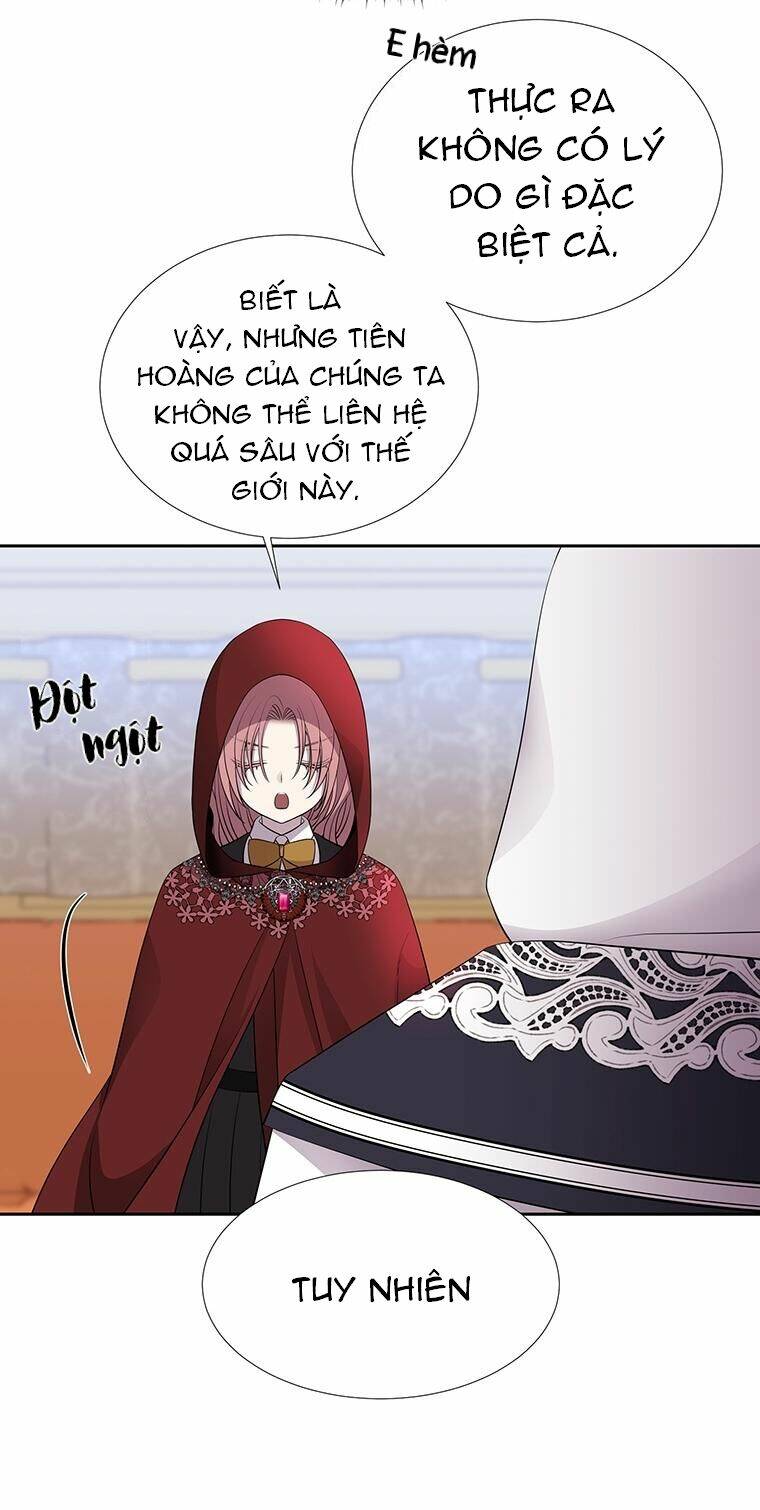 E hèm
THỰC RA
KHÔNG CÓ LÝ
DO GÌ ĐẶC
BIỆT CẢ.
BIẾT LÀ
VẬY, NHƯNG TIÊN
HOÀNG CỦA CHÚNG TA
KHÔNG THỂ LIÊN HỆ
QUÁ SÂU VỚI THẾ
GIỚI NÀY.
Đột
ngột
TUY NHIÊN